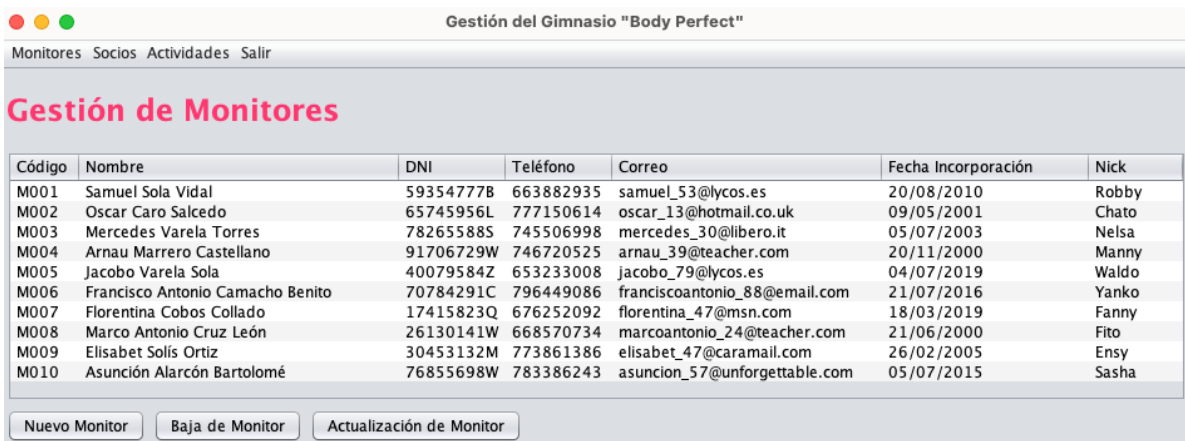 Gestión del Gimnasio "Body Perfect"
Monitores Socios Actividades Salir
Gestión de Monitores
Código Nombre DNI Teléfono Correo Fecha Incorporación Nick
M001 Samuel Sola Vidal 59354777B 663882935 samuel_53@lycos.es 20/08/2010 Robby
M002 Oscar Caro Salcedo 65745956L 777150614 oscar_13@hotmail.co.uk 09/05/2001 Chato
M003 Mercedes Varela Torres 78265588S 745506998 mercedes_30@libero.it 05/07/2003 Nelsa
M004 Arnau Marrero Castellano 91706729W 746720525 arnau_39@teacher.com 20/11/2000 Manny
M005 Jacobo Varela Sola 40079584Z 653233008 jacobo_79@lycos.es 04/07/2019 Waldo
M006 Francisco Antonio Camacho Benito 70784291C 796449086 franciscoantonio_88@email.com 21/07/2016 Yanko
M007 Florentina Cobos Collado 17415823Q 676252092 florentina_47@msn.com 18/03/2019 Fanny
M008 Marco Antonio Cruz León 26130141W 668570734 marcoantonio_24@teacher.com 21/06/2000 Fito
M009 Elisabet Solís Ortiz 30453132M 773861386 elisabet_47@caramail.com 26/02/2005 Ensy
M010 Asunción Alarcón Bartolomé 76855698W 783386243 asuncion_57@unforgettable.com 05/07/2015 Sasha
Nuevo Monitor Baja de Monitor Actualización de Monitor